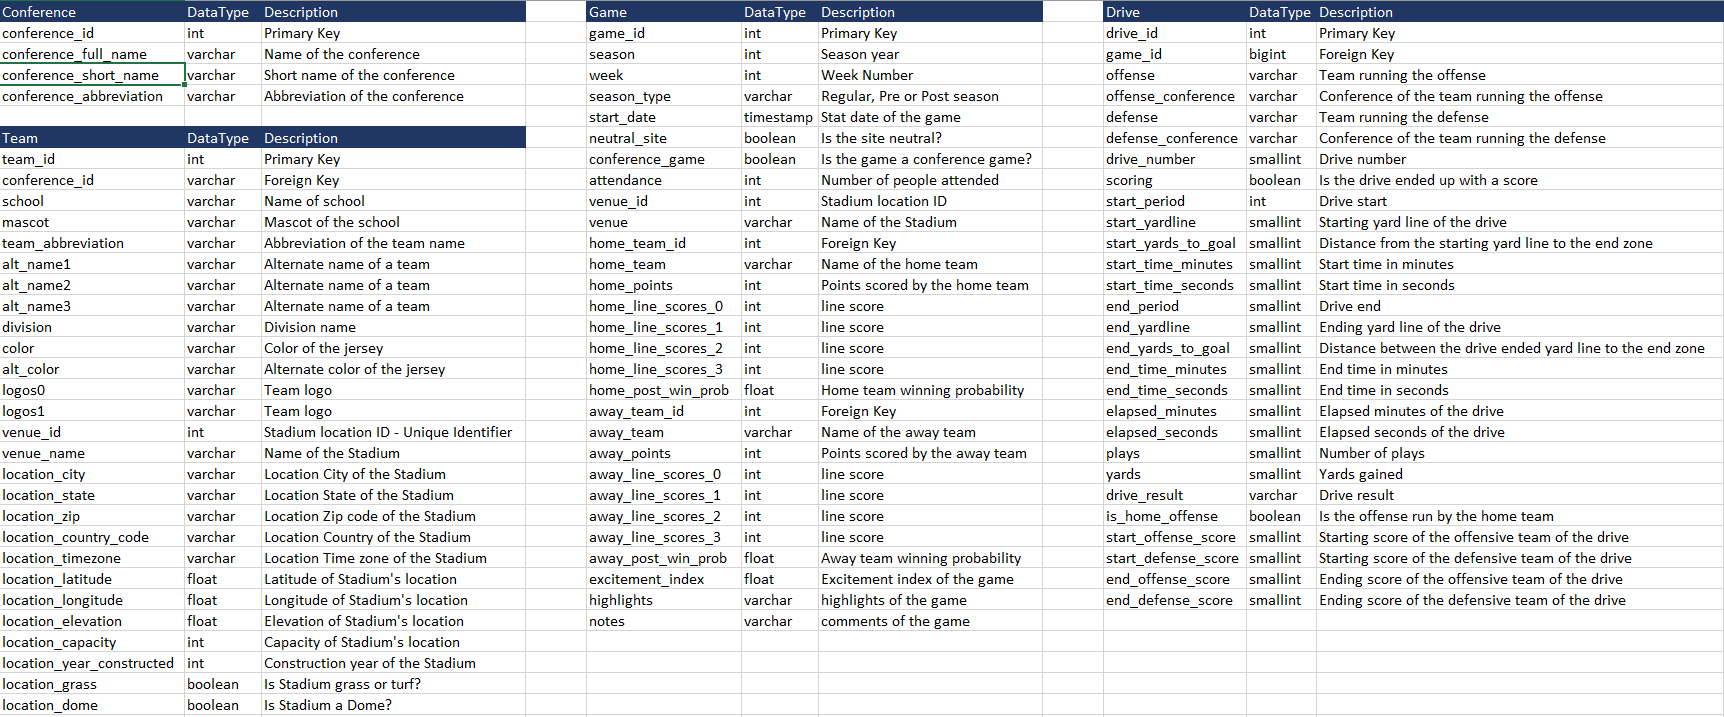 Conference DataType Description
conference_id int Primary Key
conference_full_name varchar Name of the conference
conference_short_name varchar Short name of the conference
conference_abbreviation varchar Abbreviation of the conference
Team DataType Description
team_id int Primary Key
conference_id varchar Foreign Key
school varchar Name of school
mascot varchar Mascot of the school
team_abbreviation varchar Abbreviation of the team name
alt_name1 varchar Alternate name of a team
alt_name2 varchar Alternate name of a team
alt_name3 varchar Alternate name of a team
division varchar Division name
color varchar Color of the jersey
alt_color varchar Alternate color of the jersey
logos0 varchar Team logo
logos1 varchar Team logo
venue_id int Stadium location ID - Unique Identifier
venue_name varchar Name of the Stadium
location_city varchar Location City of the Stadium
location_state varchar Location State of the Stadium
location_zip varchar Location Zip code of the Stadium
location_country_code varchar Location Country of the Stadium
location_timezone varchar Location Time zone of the Stadium
location_latitude float Latitude of Stadium's location
location_longitude float Longitude of Stadium's location
location_elevation float Elevation of Stadium's location
location_capacity int Capacity of Stadium's location
location_year_constructed int Construction year of the Stadium
location_grass boolean Is Stadium grass or turf?
location_dome boolean Is Stadium a Dome?
Game DataType Description
game_id int Primary Key
season int Season year
week int Week Number
season_type varchar Regular, Pre or Post season
start_date timestamp Stat date of the game
neutral_site boolean Is the site neutral?
conference_game boolean Is the game a conference game?
attendance int Number of people attended
venue_id int Stadium location ID
venue varchar Name of the Stadium
home_team_id int Foreign Key
home_team varchar Name of the home team
home_points int Points scored by the home team
home_line_scores_0 int line score
home_line_scores_1 int line score
home_line_scores_2 int line score
home_line_scores_3 int line score
home_post_win_prob float Home team winning probability
away_team_id int Foreign Key
away_team varchar Name of the away team
away_points int Points scored by the away team
away_line_scores_0 int line score
away_line_scores_1 int line score
away_line_scores_2 int line score
away_line_scores_3 int line score
away_post_win_prob float Away team winning probability
excitement_index float Excitement index of the game
highlights varchar highlights of the game
notes varchar comments of the game
Drive DataType Description
drive_id int Primary Key
game_id bigint Foreign Key
offense varchar Team running the offense
offense_conference varchar Conference of the team running the offense
defense varchar Team running the defense
defense_conference varchar Conference of the team running the defense
drive_number smallint Drive number
scoring boolean Is the drive ended up with a score
start_period int Drive start
start_yardline smallint Starting yard line of the drive
start_yards_to_goal smallint Distance from the starting yard line to the end zone
start_time_minutes smallint Start time in minutes
start_time_seconds smallint Start time in seconds
end_period smallint Drive end
end_yardline smallint Ending yard line of the drive
end_yards_to_goal smallint Distance between the drive ended yard line to the end zone
end_time_minutes smallint End time in minutes
end_time_seconds smallint End time in seconds
elapsed_minutes smallint Elapsed minutes of the drive
elapsed_seconds smallint Elapsed seconds of the drive
plays smallint Number of plays
yards smallint Yards gained
drive_result varchar Drive result
is_home_offense boolean Is the offense run by the home team
start_offense_score smallint Starting score of the offensive team of the drive
start_defense_score smallint Starting score of the defensive team of the drive
end_offense_score smallint Ending score of the offensive team of the drive
end_defense_score smallint Ending score of the defensive team of the drive